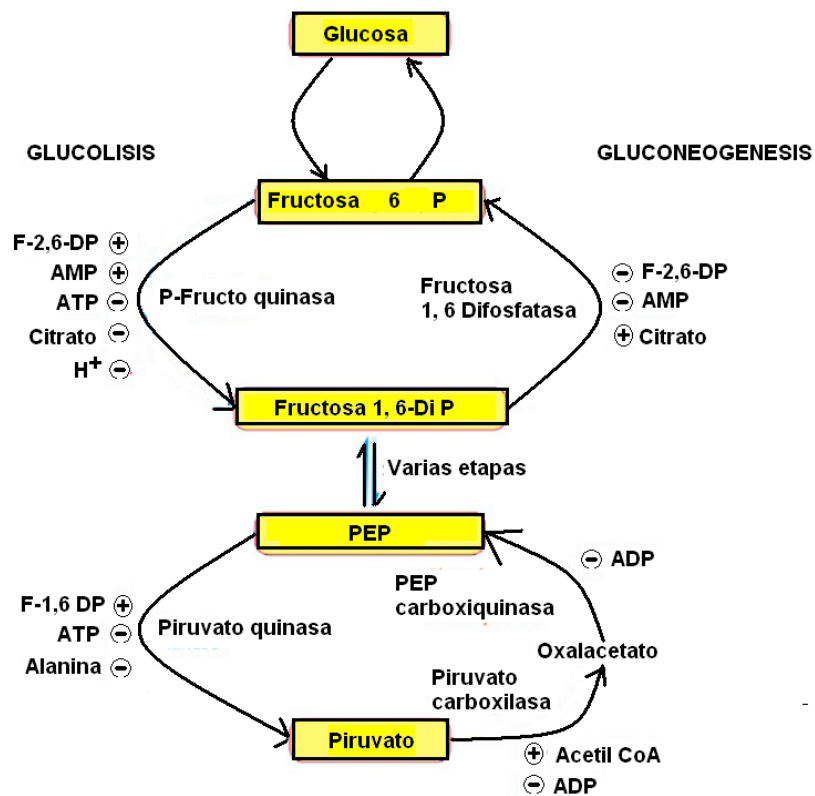 Glucosa
GLUCOLISIS
GLUCONEOGENESIS
Fructosa 6 P
F-2,6-DP +
AMP +
ATP -
Citrato -
H+ -
P-Fructo quinasa
Fructosa
1, 6 Difosfatasa
- F-2,6-DP
- AMP
+ Citrato
Fructosa 1, 6-Di P
Varias etapas
PEP
F-1,6 DP +
ATP -
Alanina -
Piruvato quinasa
PEP
carboxiquinasa
- ADP
Oxalacetato
Piruvato
carboxilasa
Piruvato
+ Acetil CoA
- ADP
-